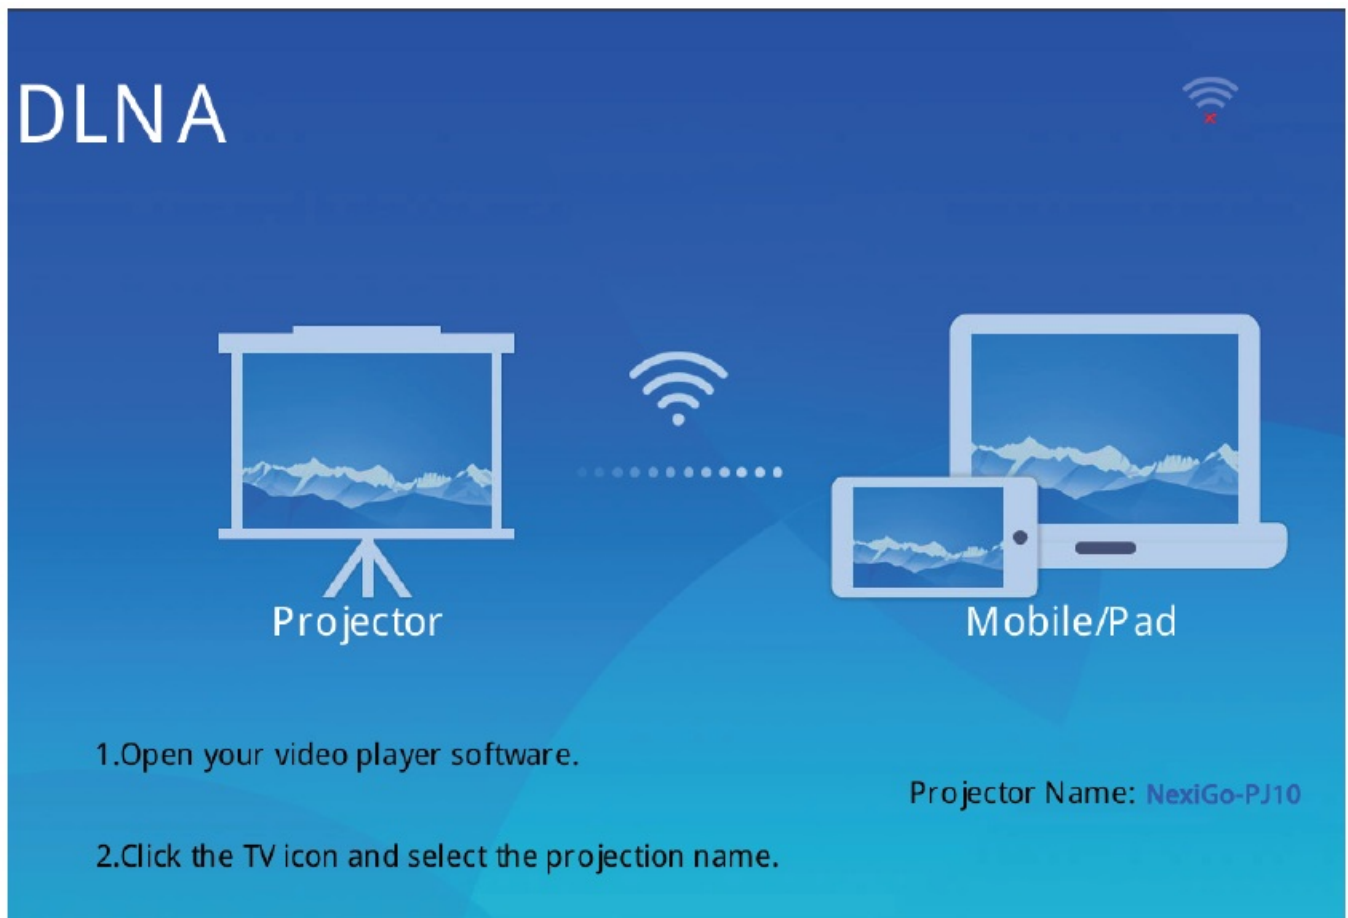 DLNA
Projector
Mobile/Pad
1.Open your video player software.
Projector Name: NexiGo-PJ10
2.Click the TV icon and select the projection name.